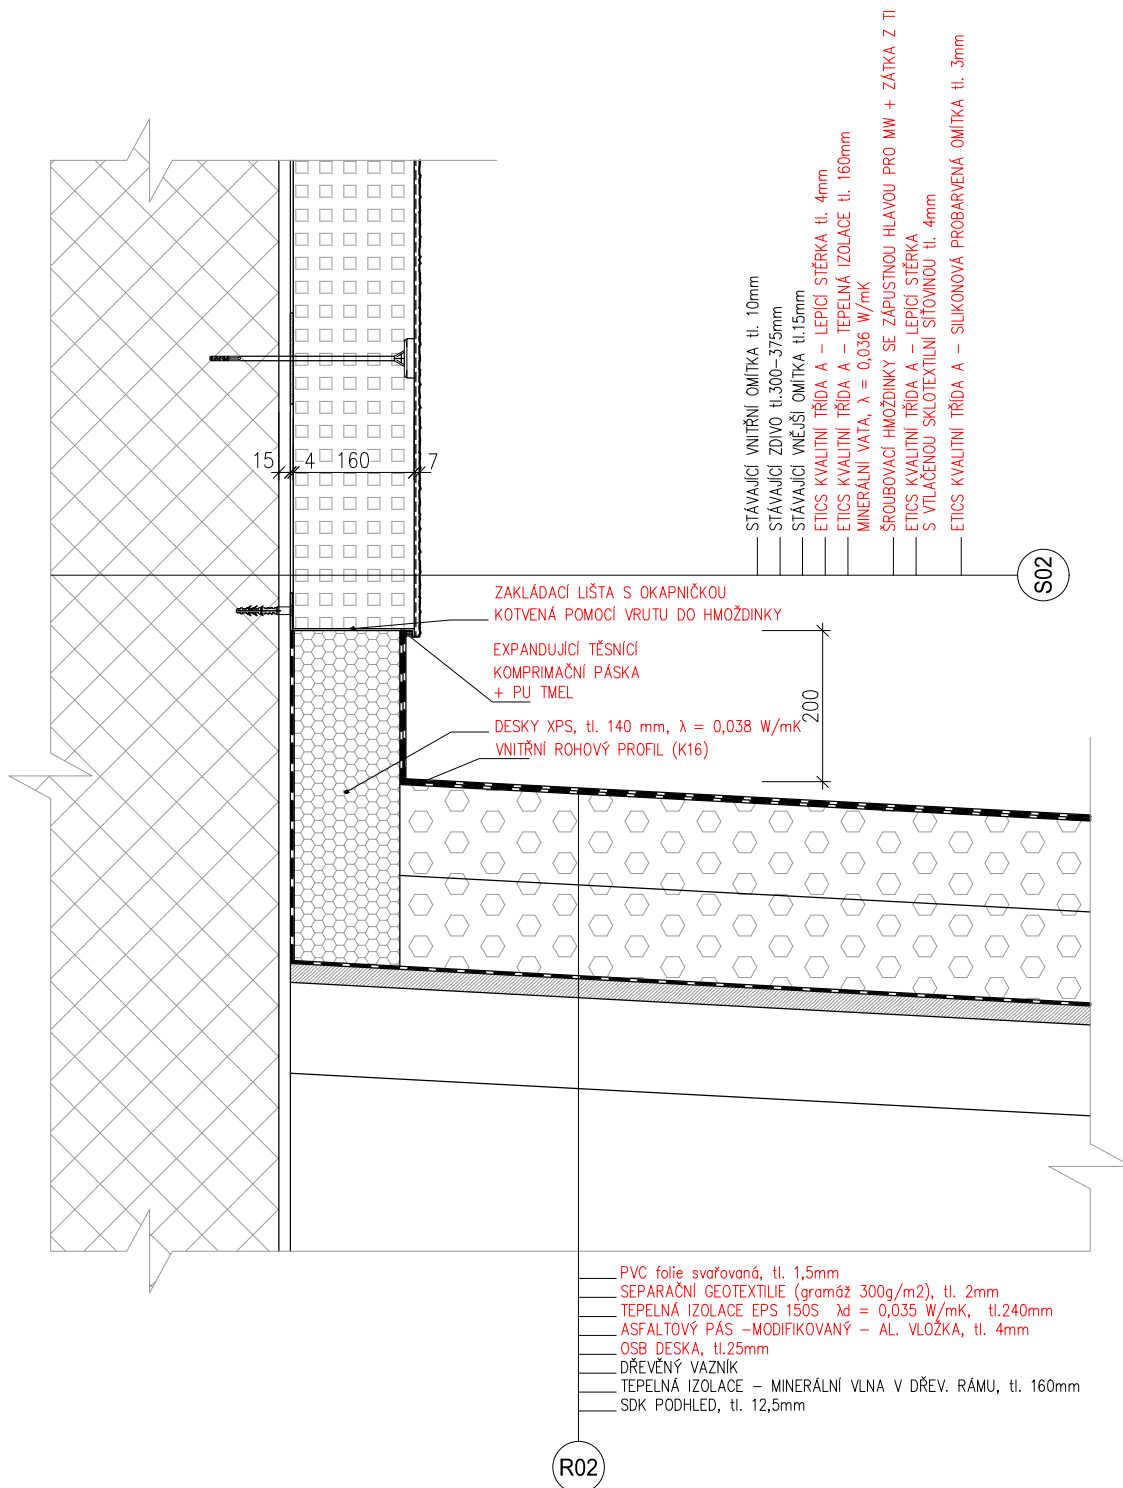 STÁVAJÍCÍ VNITŘNÍ OMÍTKA tl. 10mm
STÁVAJÍCÍ ZDIVO tl.300-375mm
STÁVAJÍCÍ VNĚJŠÍ OMÍTKA tl.15mm
ETICS KVALITNÍ TŘÍDA A - LEPÍCÍ STĚRKA tl. 4mm
ETICS KVALITNÍ TŘÍDA A - TEPELNÁ IZOLACE tl. 160mm
MINERÁLNÍ VATA, λ = 0,036 W/mK
ŠROUBOVACÍ HMOŽDINKY SE ZÁPUSTNOU HLAVOU PRO MW + ZÁTKA Z TI
ETICS KVALITNÍ TŘÍDA A - LEPÍCÍ STĚRKA
S VTLAČENOU SKLOTEXTILNÍ SÍŤOVINOU tl. 4mm
ETICS KVALITNÍ TŘÍDA A - SILIKONOVÁ PROBARVENÁ OMÍTKA tl. 3mm
S02
15 4 160 7
ZAKLÁDACÍ LIŠTA S OKAPNIČKOU
KOTVENÁ POMOCÍ VRUTU DO HMOŽDINKY
EXPANDUJÍCÍ TĚSNÍCÍ
KOMPRIMAČNÍ PÁSKA
+ PU TMEL
200
DESKY XPS, tl. 140 mm, λ = 0,038 W/mK
VNITŘNÍ ROHOVÝ PROFIL (K16)
PVC folie svařovaná, tl. 1,5mm
SEPARAČNÍ GEOTEXTILIE (gramáž 300g/m2), tl. 2mm
TEPELNÁ IZOLACE EPS 150S λd = 0,035 W/mK, tl.240mm
ASFALTOVÝ PÁS -MODIFIKOVANÝ - AL. VLOŽKA, tl. 4mm
OSB DESKA, tl.25mm
DŘEVĚNÝ VAZNÍK
TEPELNÁ IZOLACE - MINERÁLNÍ VLNA V DŘEV. RÁMU, tl. 160mm
SDK PODHLED, tl. 12,5mm
R02